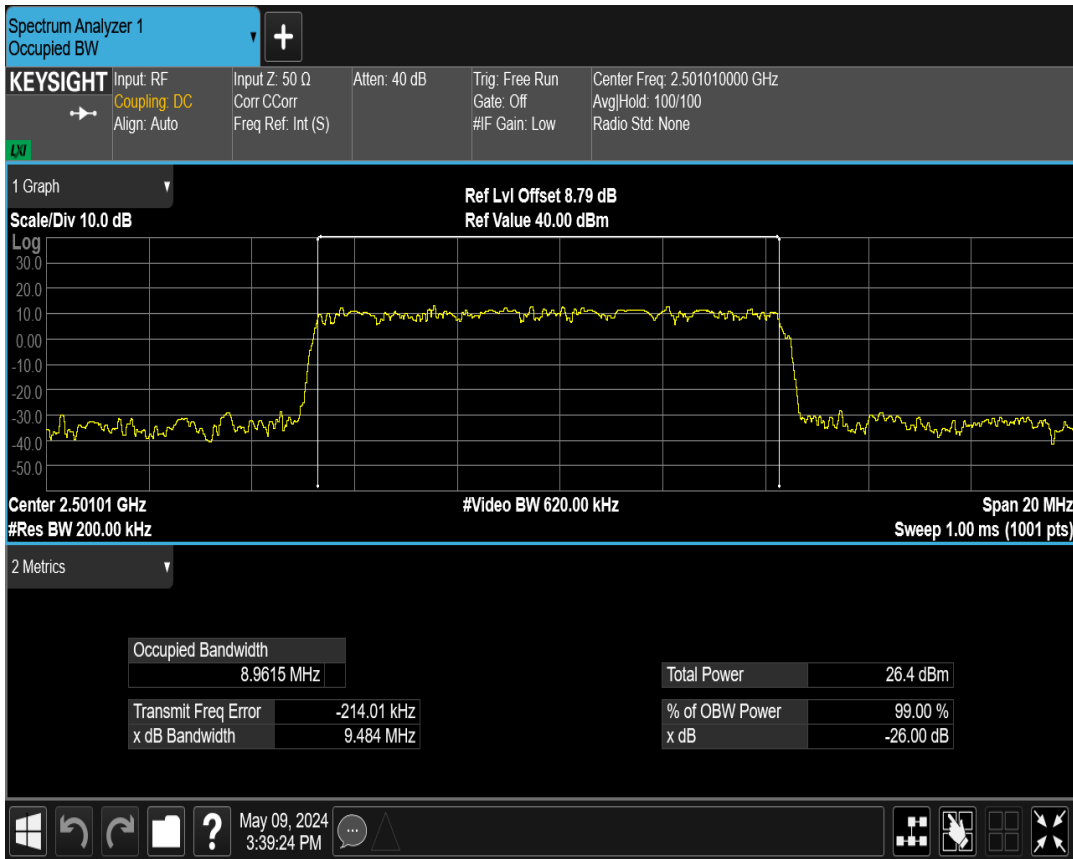 Spectrum Analyzer 1
Occupied BW
+
KEYSIGHT
LXI
Input: RF
Coupling: DC
Align: Auto
Input Z: 50 Ω
Corr CCorr
Freq Ref: Int (S)
Atten: 40 dB
Trig: Free Run
Gate: Off
#IF Gain: Low
Center Freq: 2.501010000 GHz
Avg|Hold: 100/100
Radio Std: None
1 Graph
Scale/Div 10.0 dB
Ref Lvl Offset 8.79 dB
Ref Value 40.00 dBm
Log
30.0
20.0
10.0
0.00
-10.0
-20.0
-30.0
-40.0
-50.0
Center 2.50101 GHz
#Video BW 620.00 kHz
Span 20 MHz
#Res BW 200.00 kHz
Sweep 1.00 ms (1001 pts)
2 Metrics
Occupied Bandwidth
8.9615 MHz
Total Power 26.4 dBm
Transmit Freq Error -214.01 kHz
% of OBW Power 99.00 %
x dB Bandwidth 9.484 MHz
x dB -26.00 dB
?
May 09, 2024
3:39:24 PM